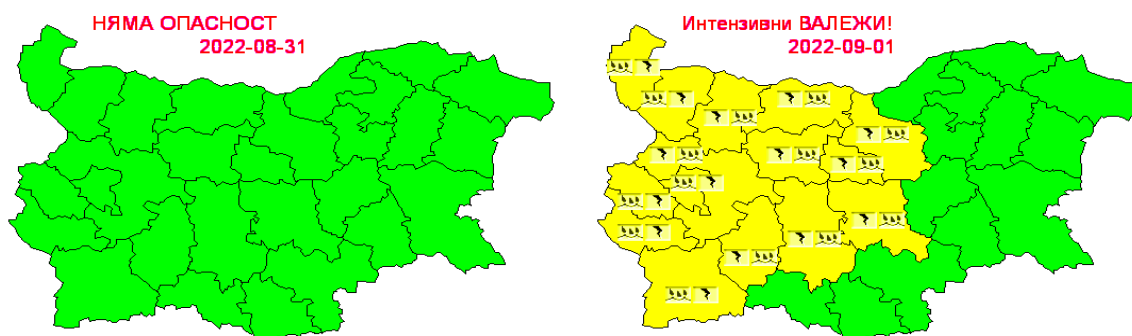 НЯМА ОПАСНОСТ
2022-08-31
Интензивни ВАЛЕЖИ!
2022-09-01